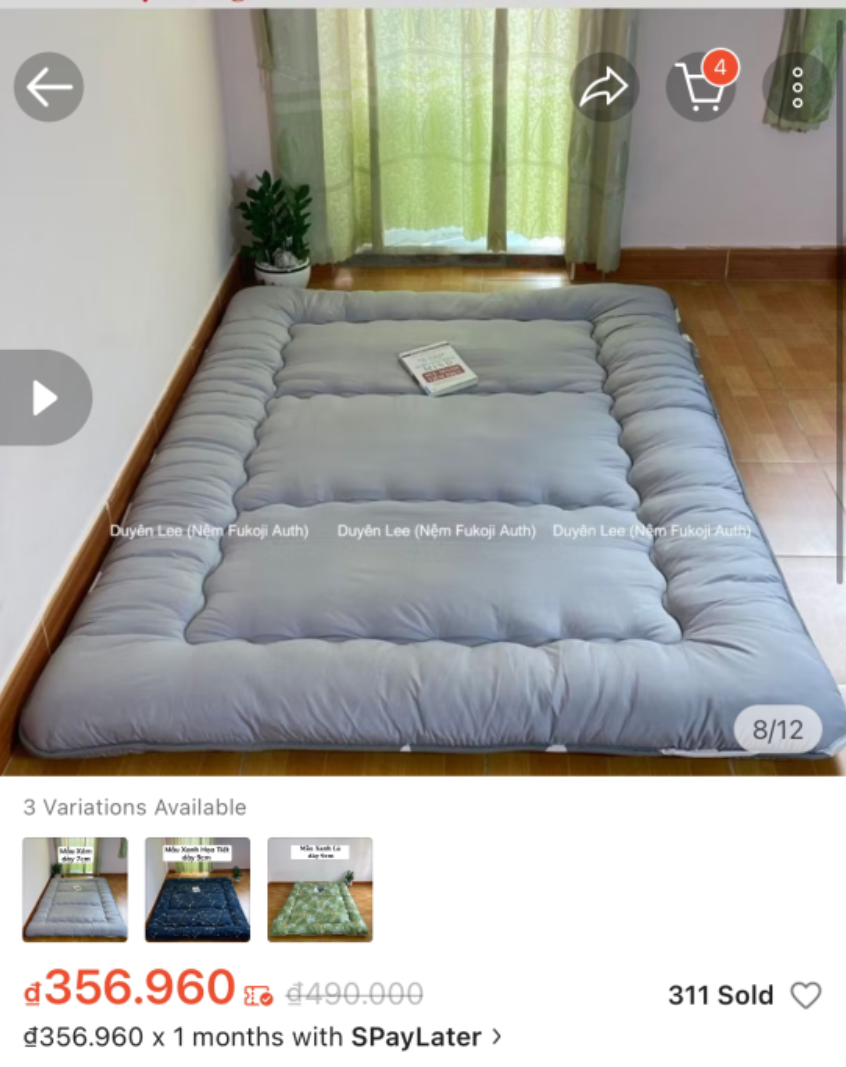 4
Duyên Lee (Nệm Fukoji Auth) Duyên Lee (Nệm Fukoji Auth) Duyên Lee (Nệm Fukoji Auth)
8/12
3 Variations Available
Mẫu Xám
dày 7cm
Mẫu Xanh Họa Tiết
dày 9cm
Mẫu Xanh Lá
dày 9cm
₫356.960 ₫490.000
311 Sold
₫356.960 x 1 months with SPayLater >